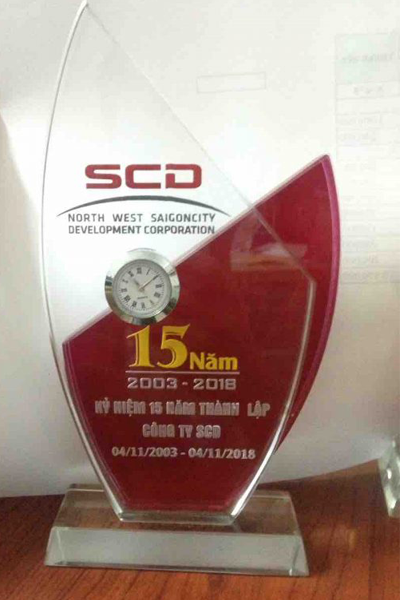 SCD
NORTH WEST SAIGONCITY
DEVELOPMENT CORPORATION
15 Năm
2003 - 2018
KỶ NIỆM 15 NĂM THÀNH LẬP
CÔNG TY SCD
04/11/2003 - 04/11/2018